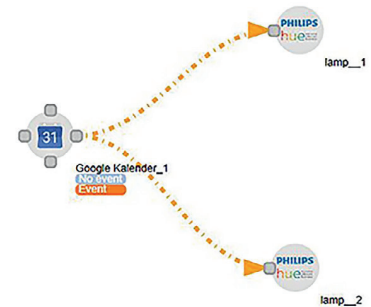 PHILIPS
hue
lamp__1
31
Google Kalender_1
No event
Event
PHILIPS
hue
lamp__2